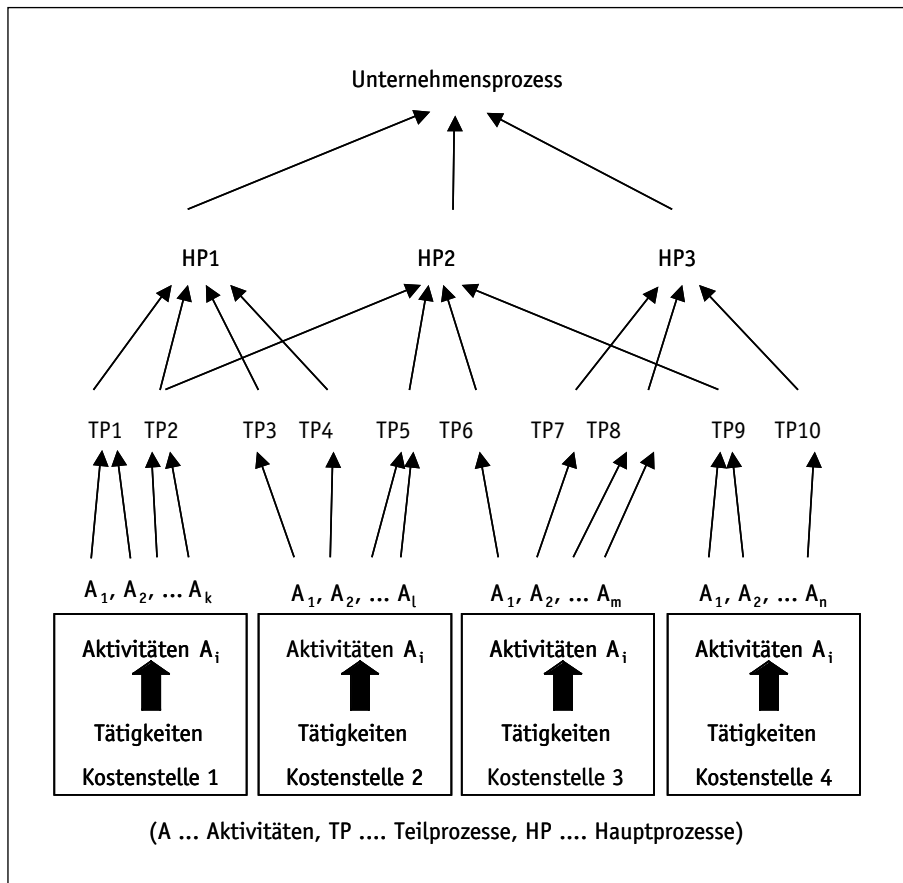 Unternehmensprozess
HP1 HP2 HP3
TP1 TP2 TP3 TP4 TP5 TP6 TP7 TP8 TP9 TP10
A₁, A₂, ... Aₖ A₁, A₂, ... Aₗ A₁, A₂, ... Aₘ A₁, A₂, ... Aₙ
Aktivitäten Aᵢ Aktivitäten Aᵢ Aktivitäten Aᵢ Aktivitäten Aᵢ
Tätigkeiten Tätigkeiten Tätigkeiten Tätigkeiten
Kostenstelle 1 Kostenstelle 2 Kostenstelle 3 Kostenstelle 4
(A ... Aktivitäten, TP .... Teilprozesse, HP .... Hauptprozesse)